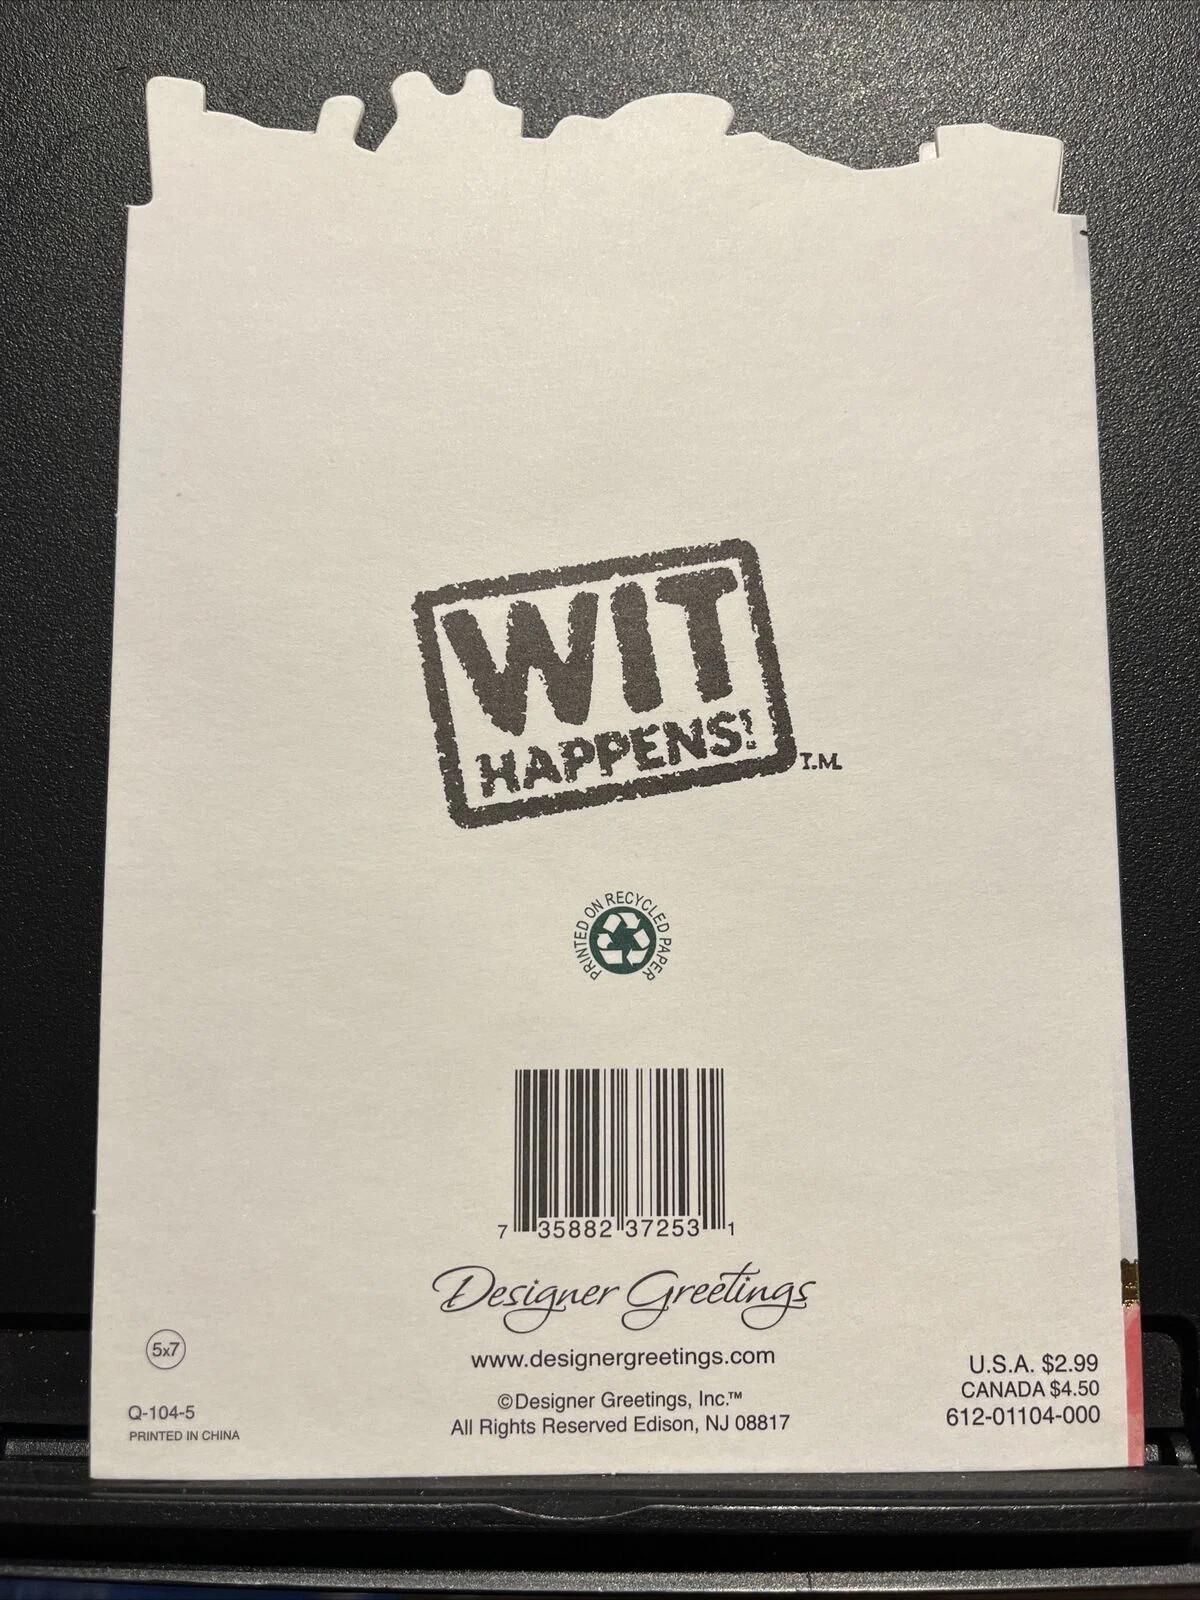 WIT
HAPPENS!
T.M.
PRINTED ON RECYCLED PAPER
7 35882 37253 1
Designer Greetings
www.designergreetings.com
©Designer Greetings, Inc.™
All Rights Reserved Edison, NJ 08817
5x7
Q-104-5
PRINTED IN CHINA
U.S.A. $2.99
CANADA $4.50
612-01104-000